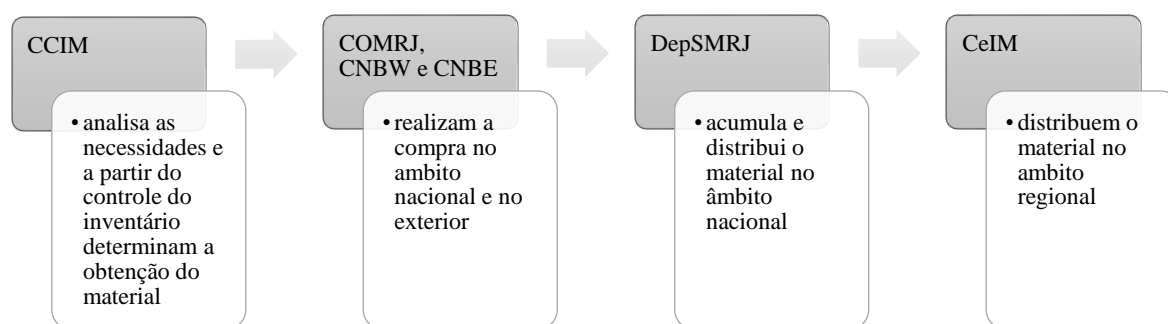 CCIM
• analisa as
necessidades e
a partir do
controle do
inventário
determinam a
obtenção do
material
COMRJ,
CNBW e CNBE
• realizam a
compra no
ambito
nacional e no
exterior
DepSMRJ
• acumula e
distribui o
material no
âmbito
nacional
CeIM
• distribuem o
material no
ambito
regional